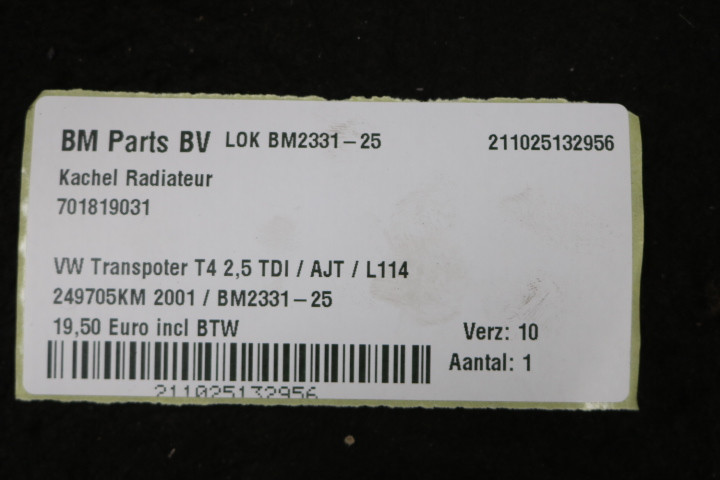 BM Parts BV LOK BM2331-25 211025132956
Kachel Radiateur
701819031
VW Transpoter T4 2,5 TDI / AJT / L114
249705KM 2001 / BM2331-25
19,50 Euro incl BTW Verz: 10
Aantal: 1
211025132956